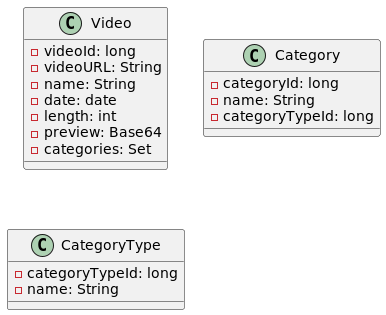 C Video
videoId: long
videoURL: String
name: String
date: date
length: int
preview: Base64
categories: Set
C Category
categoryId: long
name: String
categoryTypeId: long
C CategoryType
categoryTypeId: long
name: String